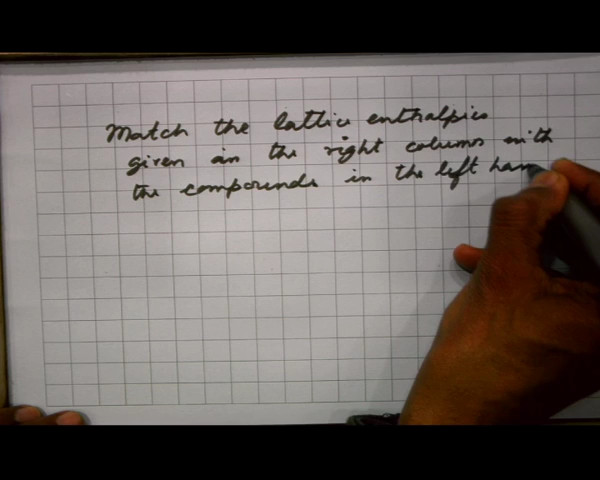 Match the lattice enthalpies
given in the right column with
the compounds in the left han